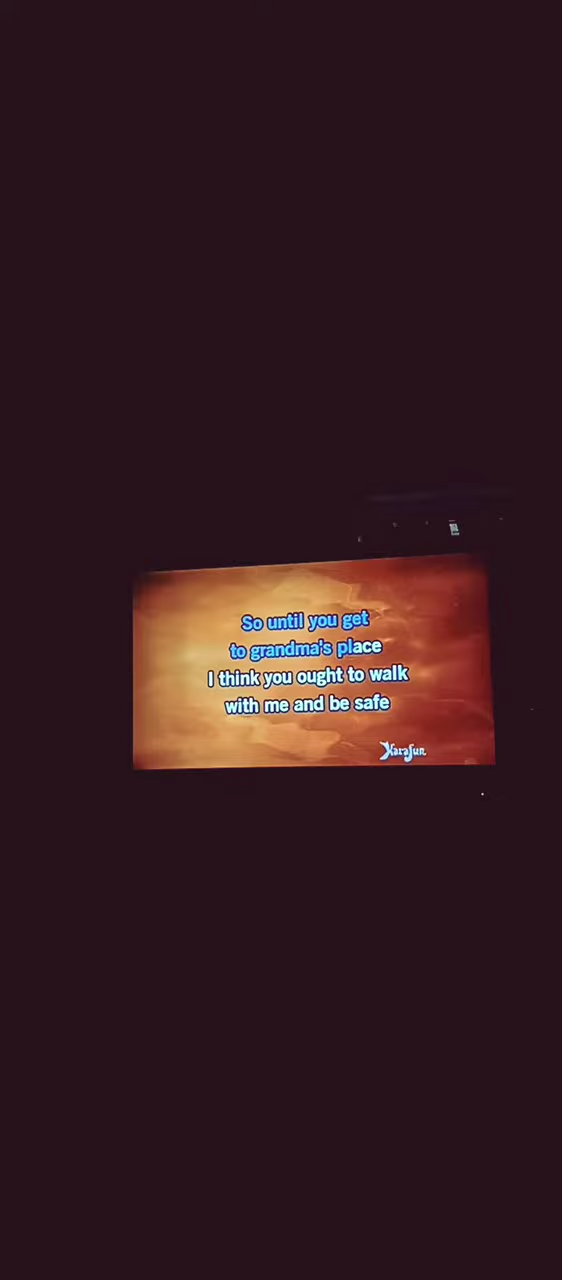 So until you get
to grandma's place
I think you ought to walk
with me and be safe
KaraFun